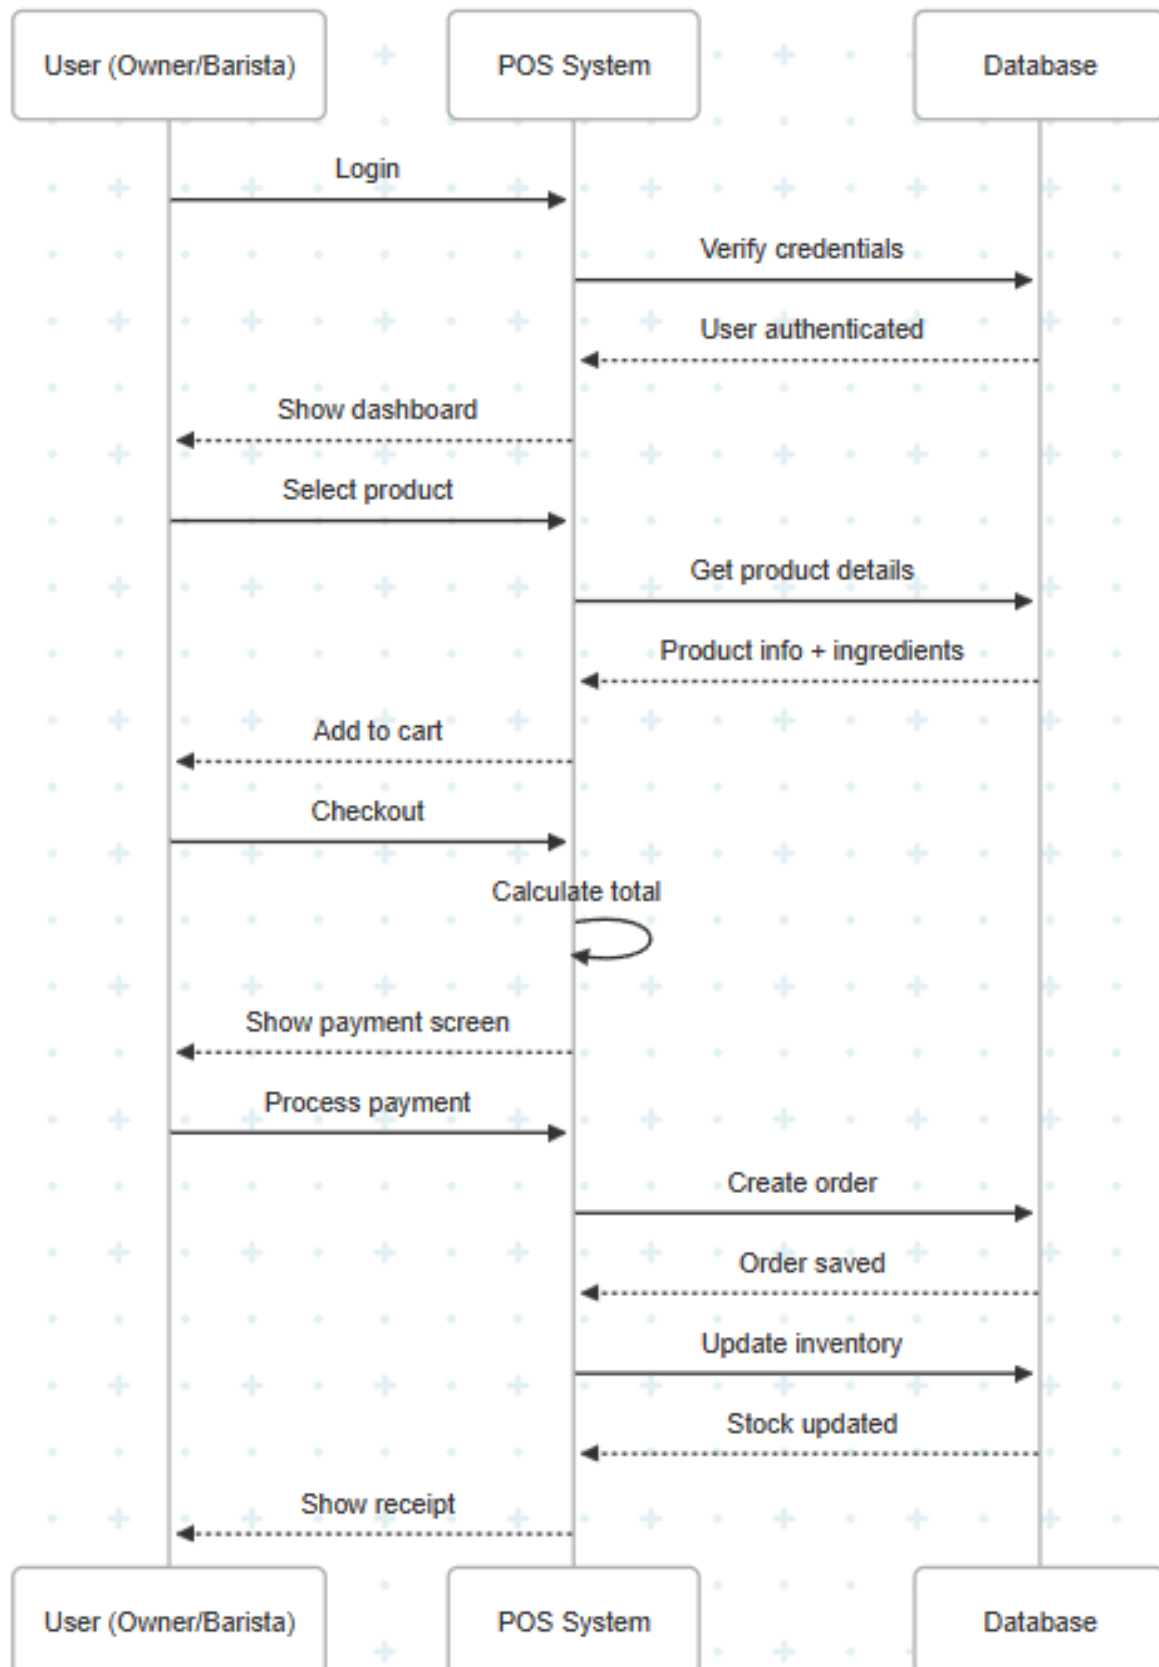 User (Owner/Barista)
POS System
Database
Login
Verify credentials
User authenticated
Show dashboard
Select product
Get product details
Product info + ingredients
Add to cart
Checkout
Calculate total
Show payment screen
Process payment
Create order
Order saved
Update inventory
Stock updated
Show receipt
User (Owner/Barista)
POS System
Database